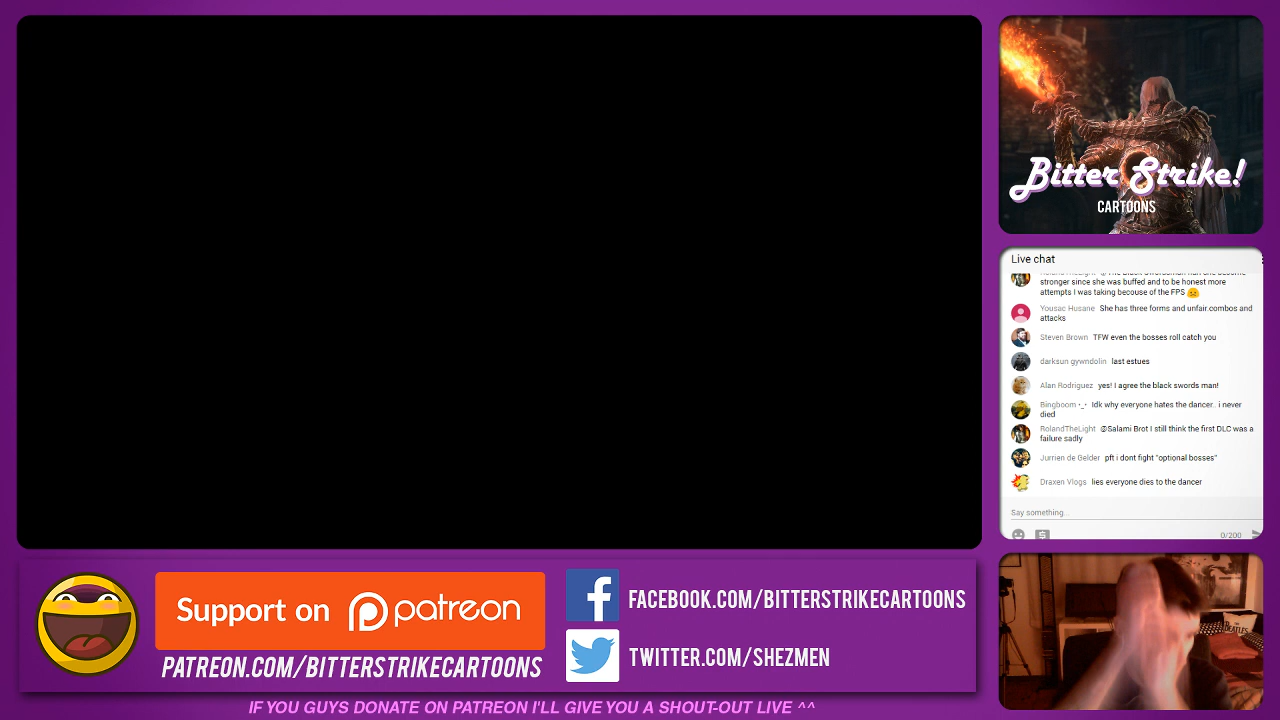 Bitter Strike!
CARTOONS
Live chat
stronger since she was buffed and to be honest more
attempts I was taking becouse of the FPS
Yousac Husane She has three forms and unfair.combos and
attacks
Steven Brown TFW even the bosses roll catch you
darksun gywndolin last estues
Alan Rodriguez yes! I agree the black swords man!
Bingboom •_• Idk why everyone hates the dancer.. i never
died
RolandTheLight @Salami Brot I still think the first DLC was a
failure sadly
Jurrien de Gelder pft i dont fight "optional bosses"
Draxen Vlogs lies everyone dies to the dancer
Say something...
0/200
Support on patreon
PATREON.COM/BITTERSTRIKECARTOONS
FACEBOOK.COM/BITTERSTRIKECARTOONS
TWITTER.COM/SHEZMEN
IF YOU GUYS DONATE ON PATREON I'LL GIVE YOU A SHOUT-OUT LIVE ^^